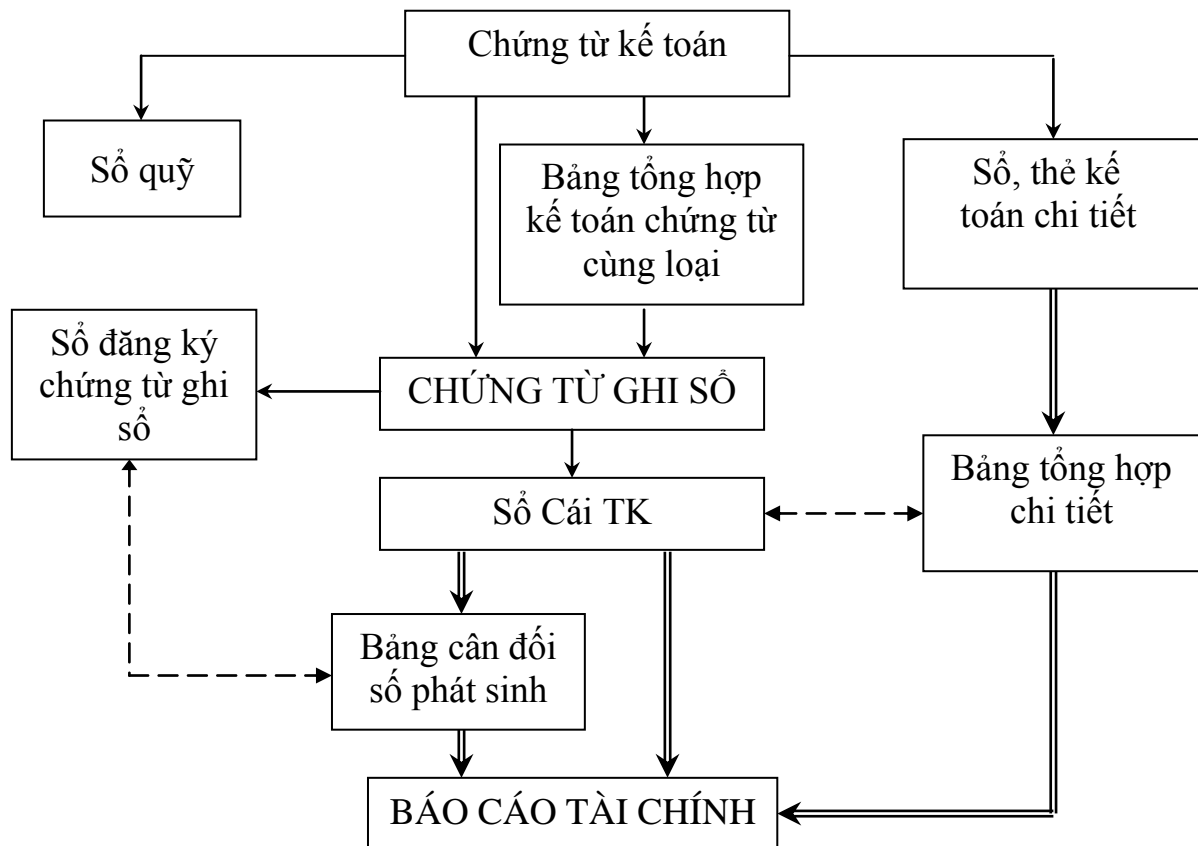 Chứng từ kế toán
Sổ quỹ
Bảng tổng hợp
kế toán chứng từ
cùng loại
Sổ, thẻ kế
toán chi tiết
Sổ đăng ký
chứng từ ghi
sổ
CHỨNG TỪ GHI SỔ
Bảng tổng hợp
chi tiết
Sổ Cái TK
Bảng cân đối
số phát sinh
BÁO CÁO TÀI CHÍNH